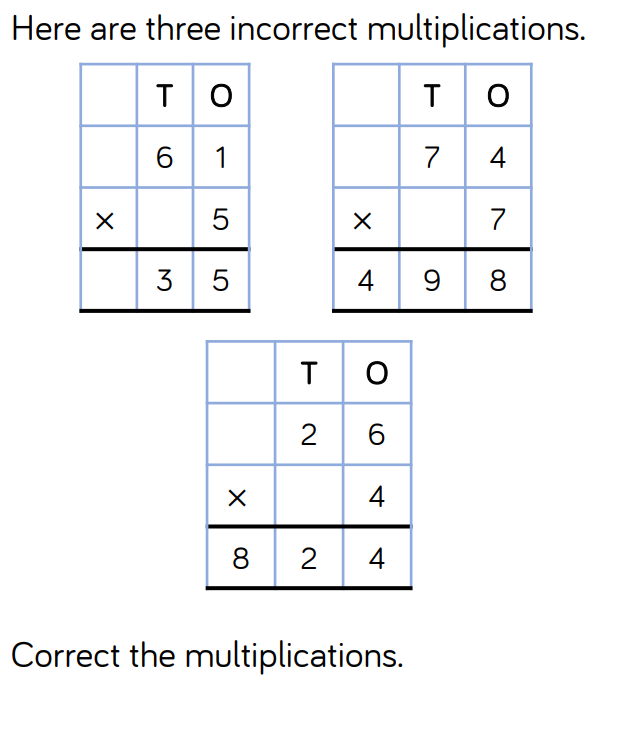 Here are three incorrect multiplications.
T O
6 1
× 5
3 5
T O
7 4
× 7
4 9 8
T O
2 6
× 4
8 2 4
Correct the multiplications.